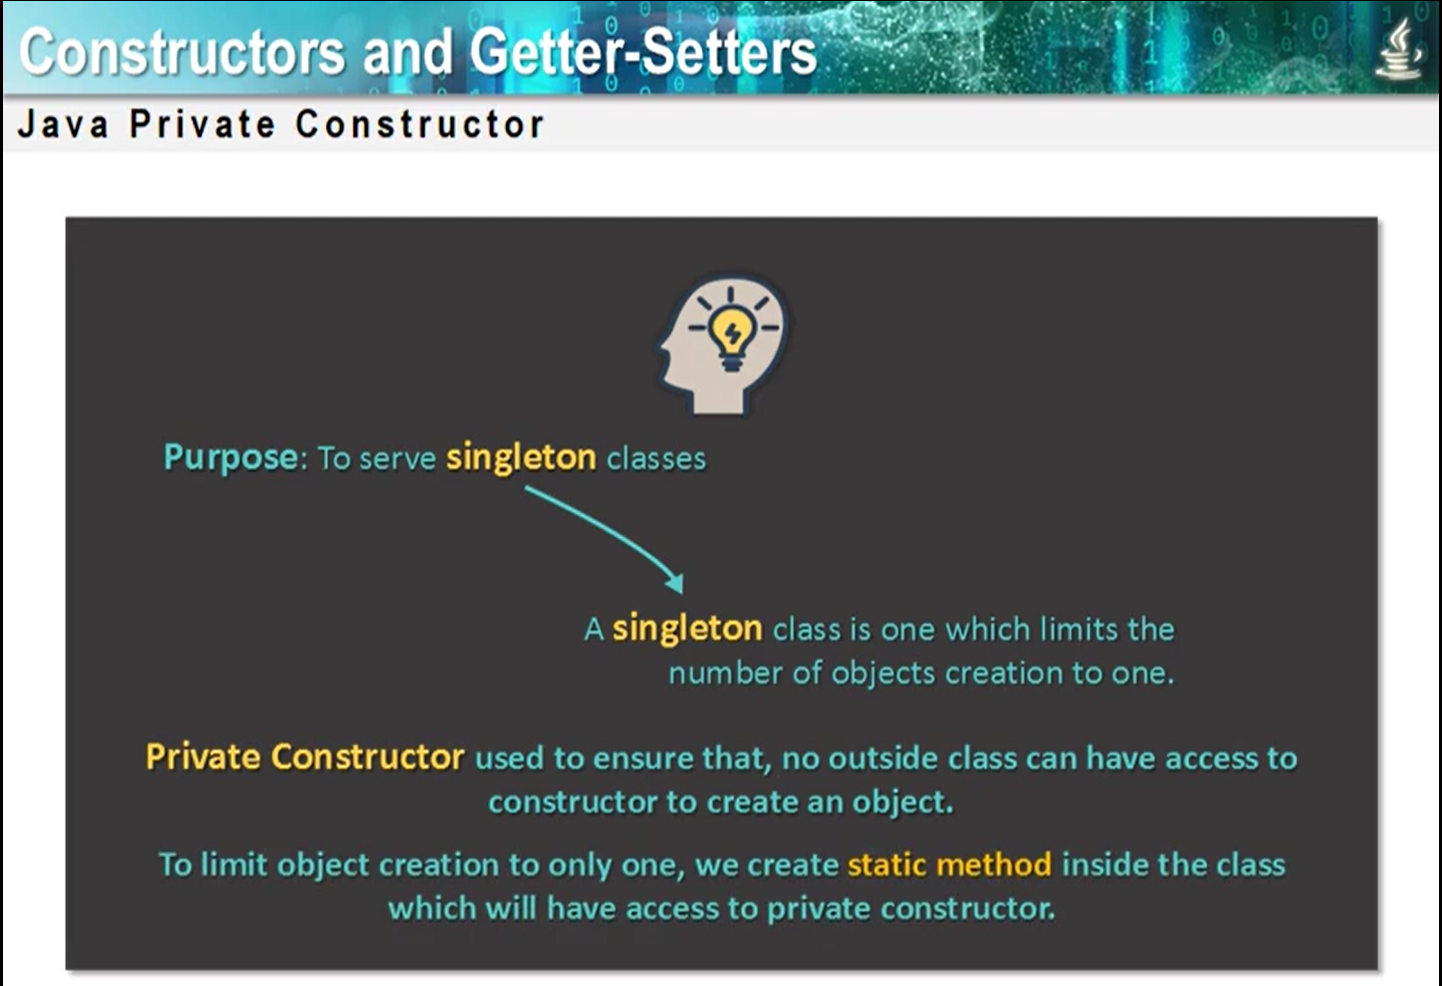 Constructors and Getter-Setters
Java Private Constructor
Purpose: To serve singleton classes
A singleton class is one which limits the
number of objects creation to one.
Private Constructor used to ensure that, no outside class can have access to
constructor to create an object.
To limit object creation to only one, we create static method inside the class
which will have access to private constructor.